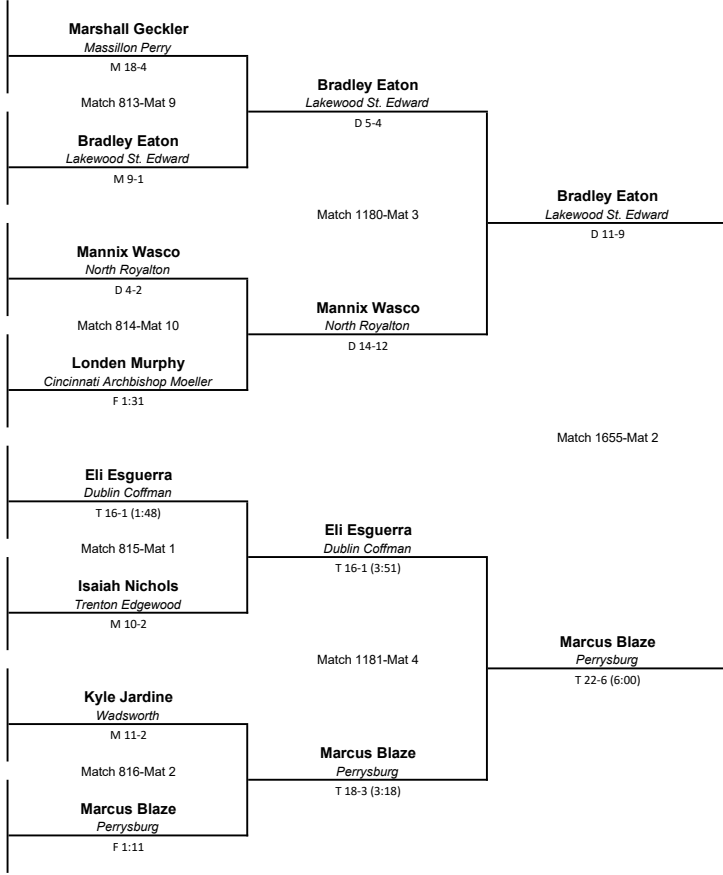 Marshall Geckler
Massillon Perry
M 18-4
Match 813-Mat 9
Bradley Eaton
Lakewood St. Edward
M 9-1
Bradley Eaton
Lakewood St. Edward
D 5-4
Mannix Wasco
North Royalton
D 4-2
Match 814-Mat 10
Londen Murphy
Cincinnati Archbishop Moeller
F 1:31
Mannix Wasco
North Royalton
D 14-12
Match 1180-Mat 3
Bradley Eaton
Lakewood St. Edward
D 11-9
Eli Esguerra
Dublin Coffman
T 16-1 (1:48)
Match 815-Mat 1
Isaiah Nichols
Trenton Edgewood
M 10-2
Eli Esguerra
Dublin Coffman
T 16-1 (3:51)
Kyle Jardine
Wadsworth
M 11-2
Match 816-Mat 2
Marcus Blaze
Perrysburg
F 1:11
Marcus Blaze
Perrysburg
T 18-3 (3:18)
Match 1181-Mat 4
Marcus Blaze
Perrysburg
T 22-6 (6:00)
Match 1655-Mat 2